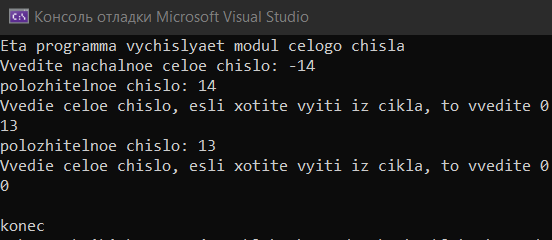 Консоль отладки Microsoft Visual Studio
Eta programma vychislyaet modul celogo chisla
Vvedite nachalnoe celoe chislo: -14
polozhitelnoe chislo: 14
Vvedie celoe chislo, esli xotite vyiti iz cikla, to vvedite 0
13
polozhitelnoe chislo: 13
Vvedie celoe chislo, esli xotite vyiti iz cikla, to vvedite 0
0
konec